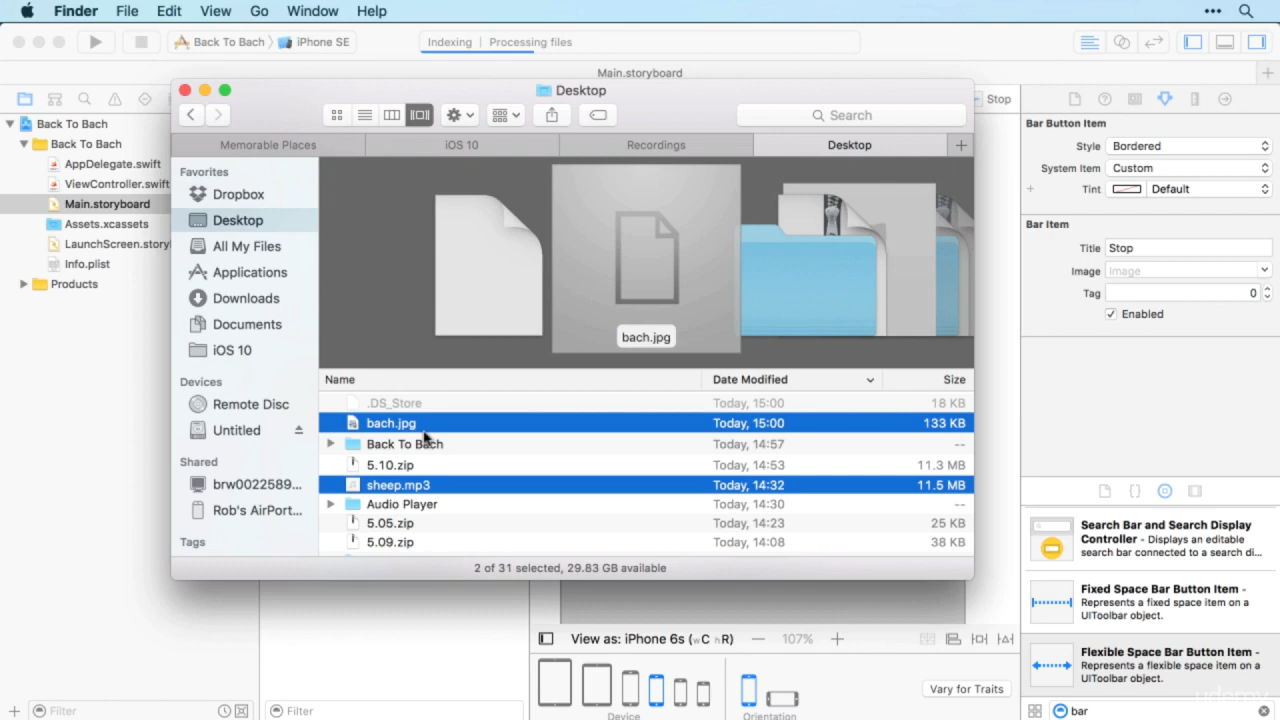 Finder File Edit View Go Window Help
Back To Bach iPhone SE
Indexing Processing files
Main.storyboard
Back To Bach
Back To Bach
AppDelegate.swift
ViewController.swift
Main.storyboard
Assets.xcassets
LaunchScreen.story
Info.plist
Products
Desktop
Search
Memorable Places iOS 10 Recordings Desktop
Favorites
Dropbox
Desktop
All My Files
Applications
Downloads
Documents
iOS 10
Devices
Remote Disc
Untitled
Shared
brw0022589...
Rob's AirPort...
Tags
bach.jpg
Name Date Modified Size
.DS_Store Today, 15:00 18 KB
bach.jpg Today, 15:00 133 KB
Back To Bach Today, 14:57 --
5.10.zip Today, 14:53 11.3 MB
sheep.mp3 Today, 14:32 11.5 MB
Audio Player Today, 14:30 --
5.05.zip Today, 14:23 25 KB
5.09.zip Today, 14:08 38 KB
2 of 31 selected, 29.83 GB available
Stop
Bar Button Item
Style Bordered
System Item Custom
Tint Default
Bar Item
Title Stop
Image Image
Tag 0
Enabled
Search Bar and Search Display
Controller - Displays an editable
search bar connected to a search di...
Fixed Space Bar Button Item -
Represents a fixed space item on a
UIToolbar object.
Flexible Space Bar Button Item -
Represents a flexible space item on a
UIToolbar object.
View as: iPhone 6s (wC hR) — 107% +
Device
Orientation
Vary for Traits
Filter
Filter
bar
udemy